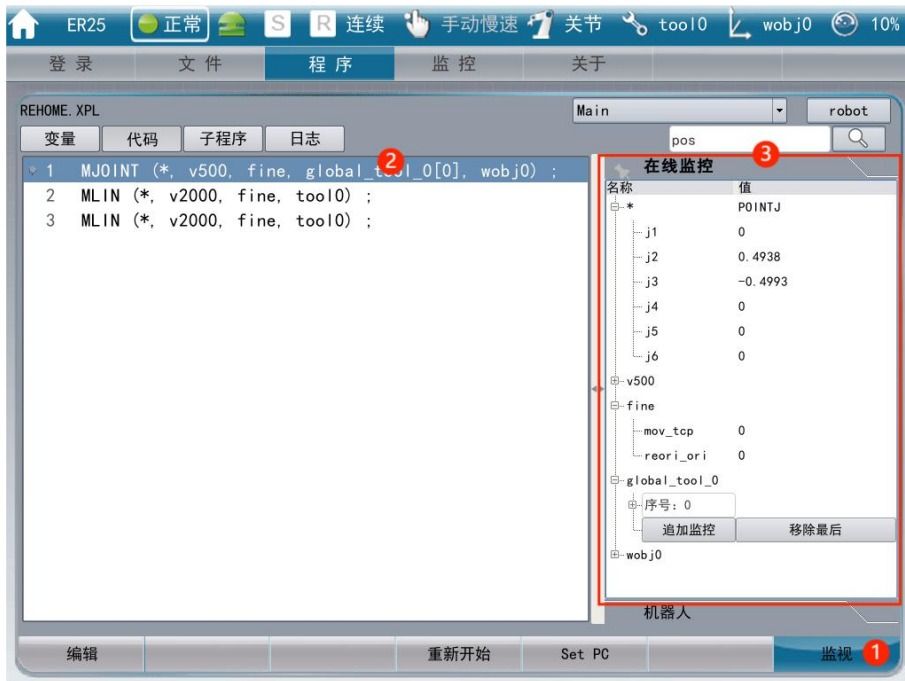 ER25 正常 S R 连续 手动慢速 关节 tool0 wobj0 10%
登录 文件 程序 监控 关于
REHOME.XPL Main robot
变量 代码 子程序 日志 pos
1 MJOINT (*, v500, fine, global_tool_0[0], wobj0) ;
2 MLIN (*, v2000, fine, tool0) ;
3 MLIN (*, v2000, fine, tool0) ;
2
3
在线监控
名称 值
* POINTJ
j1 0
j2 0.4938
j3 -0.4993
j4 0
j5 0
j6 0
v500
fine
mov_tcp 0
reori_ori 0
global_tool_0
序号: 0
追加监控 移除最后
wobj0
机器人
编辑 重新开始 Set PC 监视 1